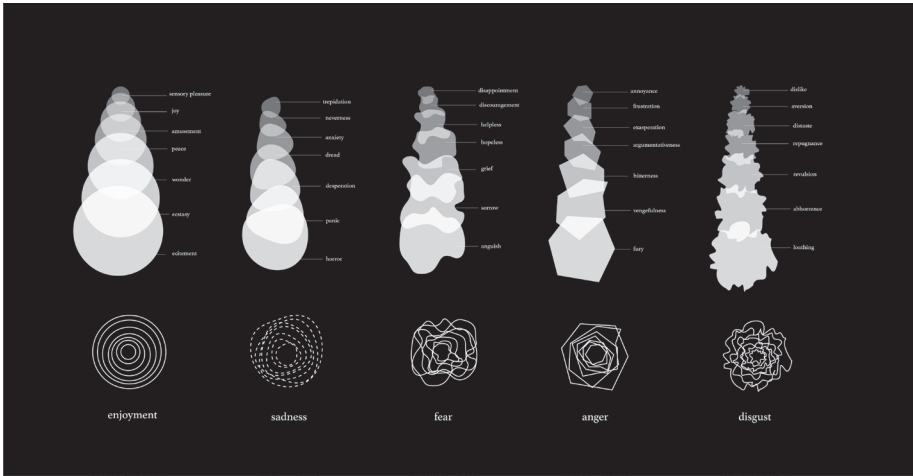 sensory pleasure
joy
amusement
peace
wonder
ecstasy
exitement
trepidation
neverness
anxiety
dread
desperation
panic
horror
disappointment
discouragement
helpless
hopeless
grief
sorrow
anguish
annoyance
frustration
exasperation
argumentativeness
bitterness
vengefulness
fury
dislike
aversion
distaste
repugnance
revulsion
abhorrence
loathing
enjoyment
sadness
fear
anger
disgust